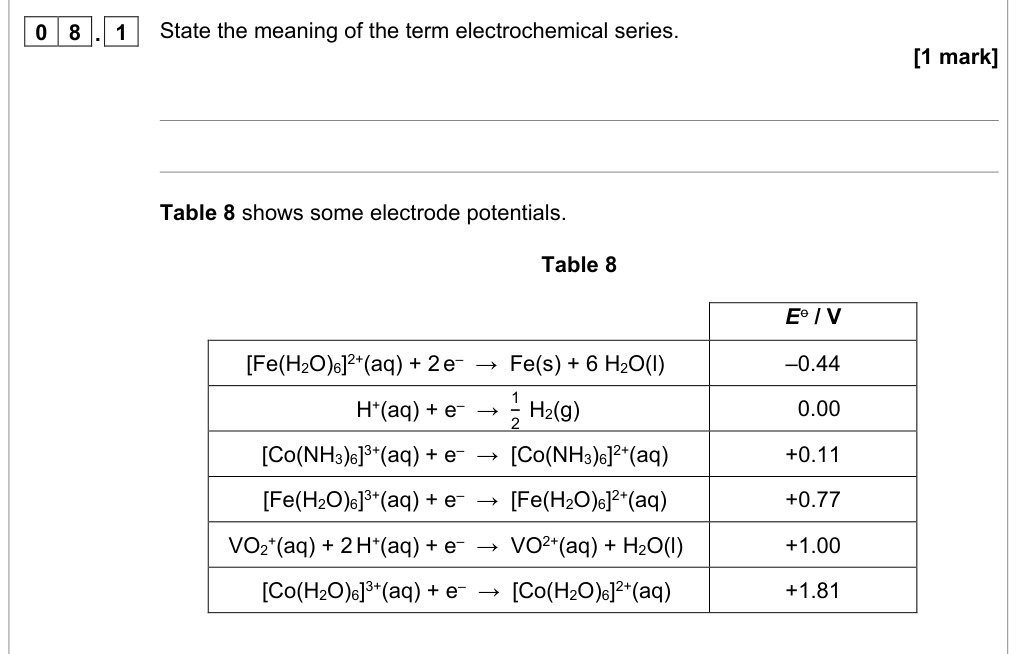 0 8 . 1 State the meaning of the term electrochemical series.
[1 mark]
Table 8 shows some electrode potentials.
Table 8
E⦵ / V
[Fe(H₂O)₆]²⁺(aq) + 2 e⁻ → Fe(s) + 6 H₂O(l) –0.44
H⁺(aq) + e⁻ → 1/2 H₂(g) 0.00
[Co(NH₃)₆]³⁺(aq) + e⁻ → [Co(NH₃)₆]²⁺(aq) +0.11
[Fe(H₂O)₆]³⁺(aq) + e⁻ → [Fe(H₂O)₆]²⁺(aq) +0.77
VO₂⁺(aq) + 2 H⁺(aq) + e⁻ → VO²⁺(aq) + H₂O(l) +1.00
[Co(H₂O)₆]³⁺(aq) + e⁻ → [Co(H₂O)₆]²⁺(aq) +1.81